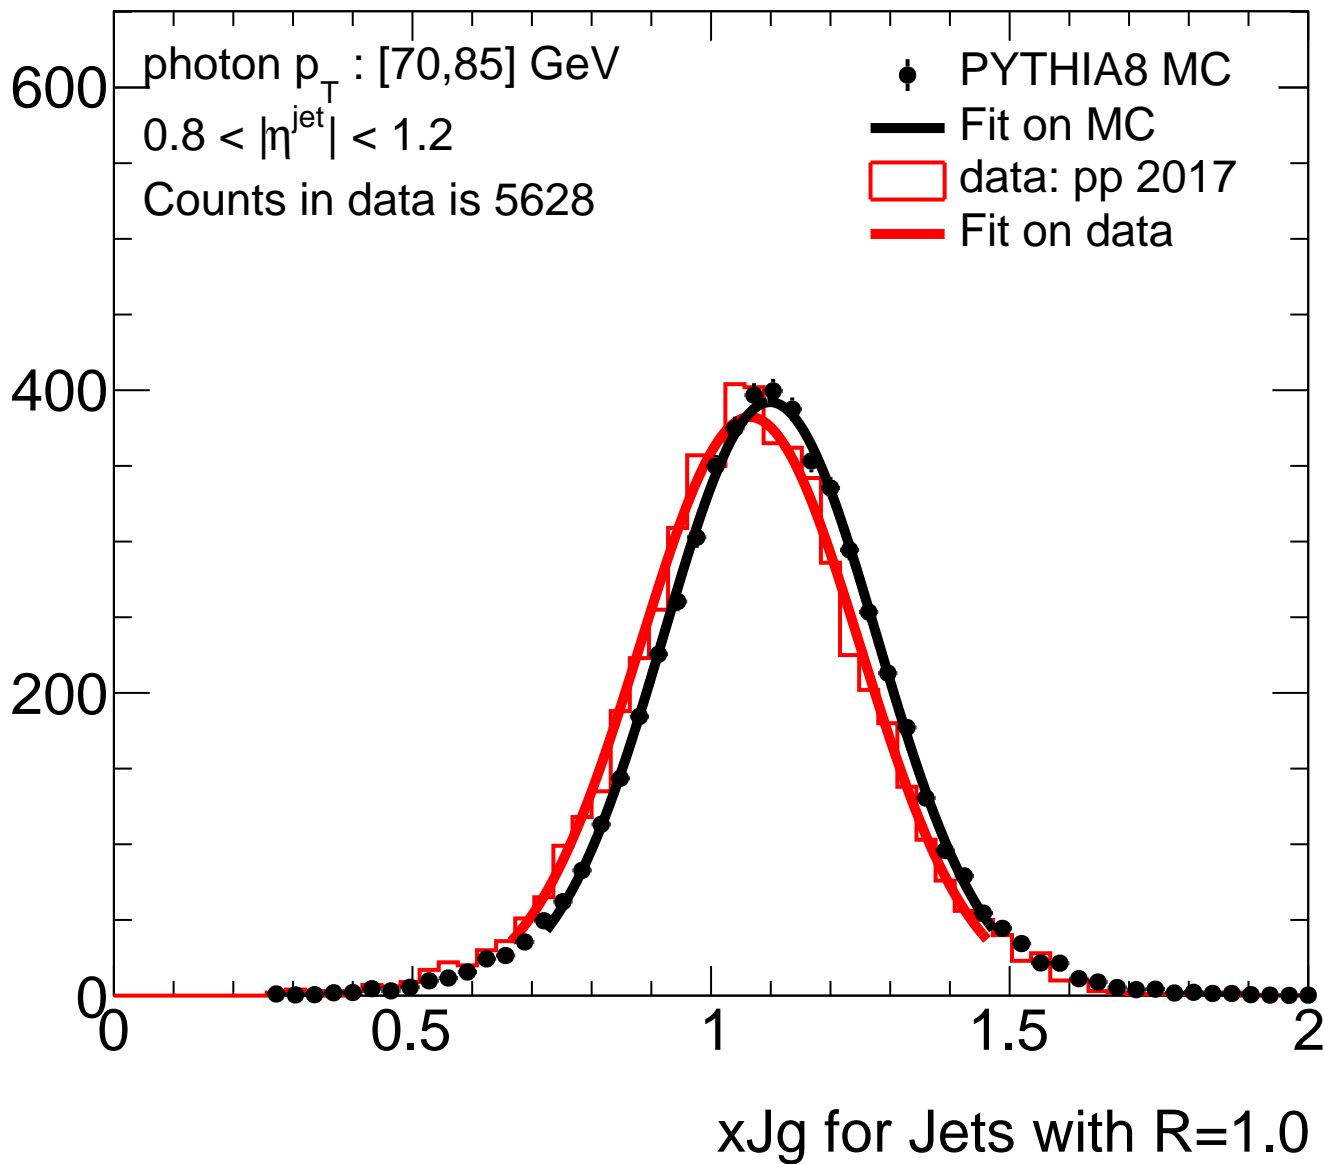 photon p_T : [70,85] GeV
0.8 < |η^jet| < 1.2
Counts in data is 5628
PYTHIA8 MC
Fit on MC
data: pp 2017
Fit on data
600
400
200
0
0 0.5 1 1.5 2
xJg for Jets with R=1.0